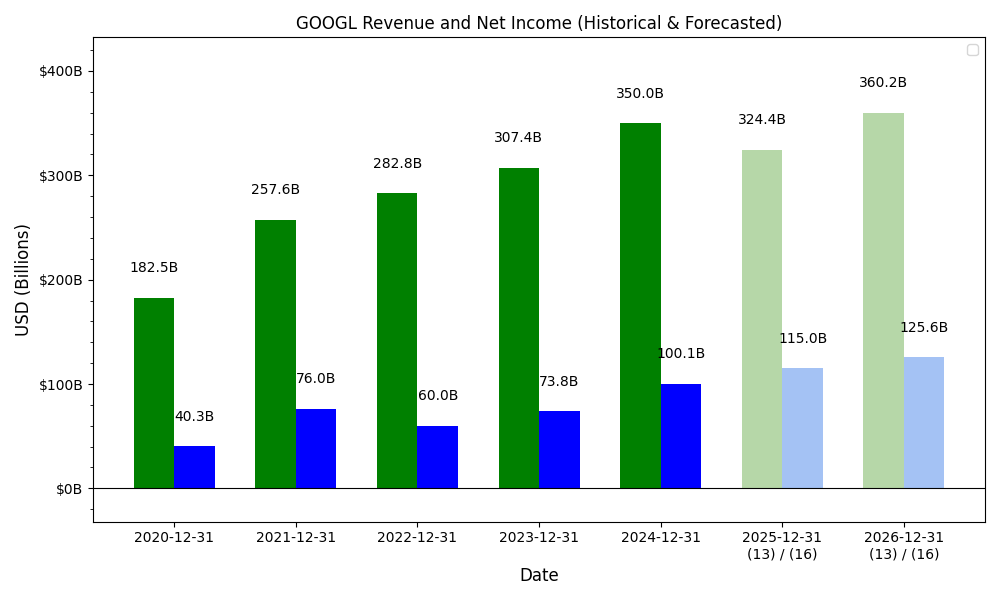 GOOGL Revenue and Net Income (Historical & Forecasted)
$400B
$300B
$200B
$100B
$0B
USD (Billions)
182.5B
40.3B
257.6B
76.0B
282.8B
60.0B
307.4B
73.8B
350.0B
100.1B
324.4B
115.0B
360.2B
125.6B
2020-12-31
2021-12-31
2022-12-31
2023-12-31
2024-12-31
2025-12-31
(13) / (16)
2026-12-31
(13) / (16)
Date